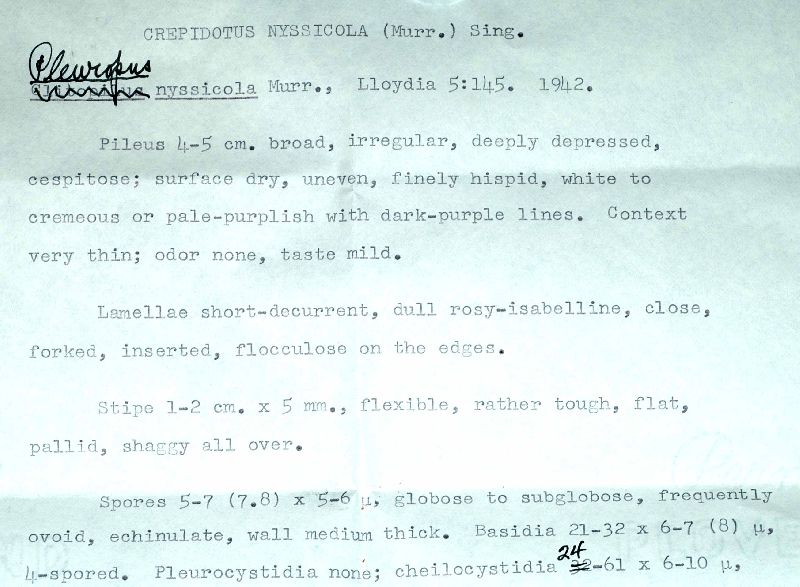 CREPIDOTUS NYSSICOLA (Murr.) Sing.
Pleuropus
Clitopilus nyssicola Murr., Lloydia 5:145. 1942.
Pileus 4-5 cm. broad, irregular, deeply depressed,
cespitose; surface dry, uneven, finely hispid, white to
cremeous or pale-purplish with dark-purple lines. Context
very thin; odor none, taste mild.
Lamellae short-decurrent, dull rosy-isabelline, close,
forked, inserted, flocculose on the edges.
Stipe 1-2 cm. x 5 mm., flexible, rather tough, flat,
pallid, shaggy all over.
Spores 5-7 (7.8) x 5-6 µ, globose to subglobose, frequently
ovoid, echinulate, wall medium thick. Basidia 21-32 x 6-7 (8) µ,
24
4-spored. Pleurocystidia none; cheilocystidia 32-61 x 6-10 µ,